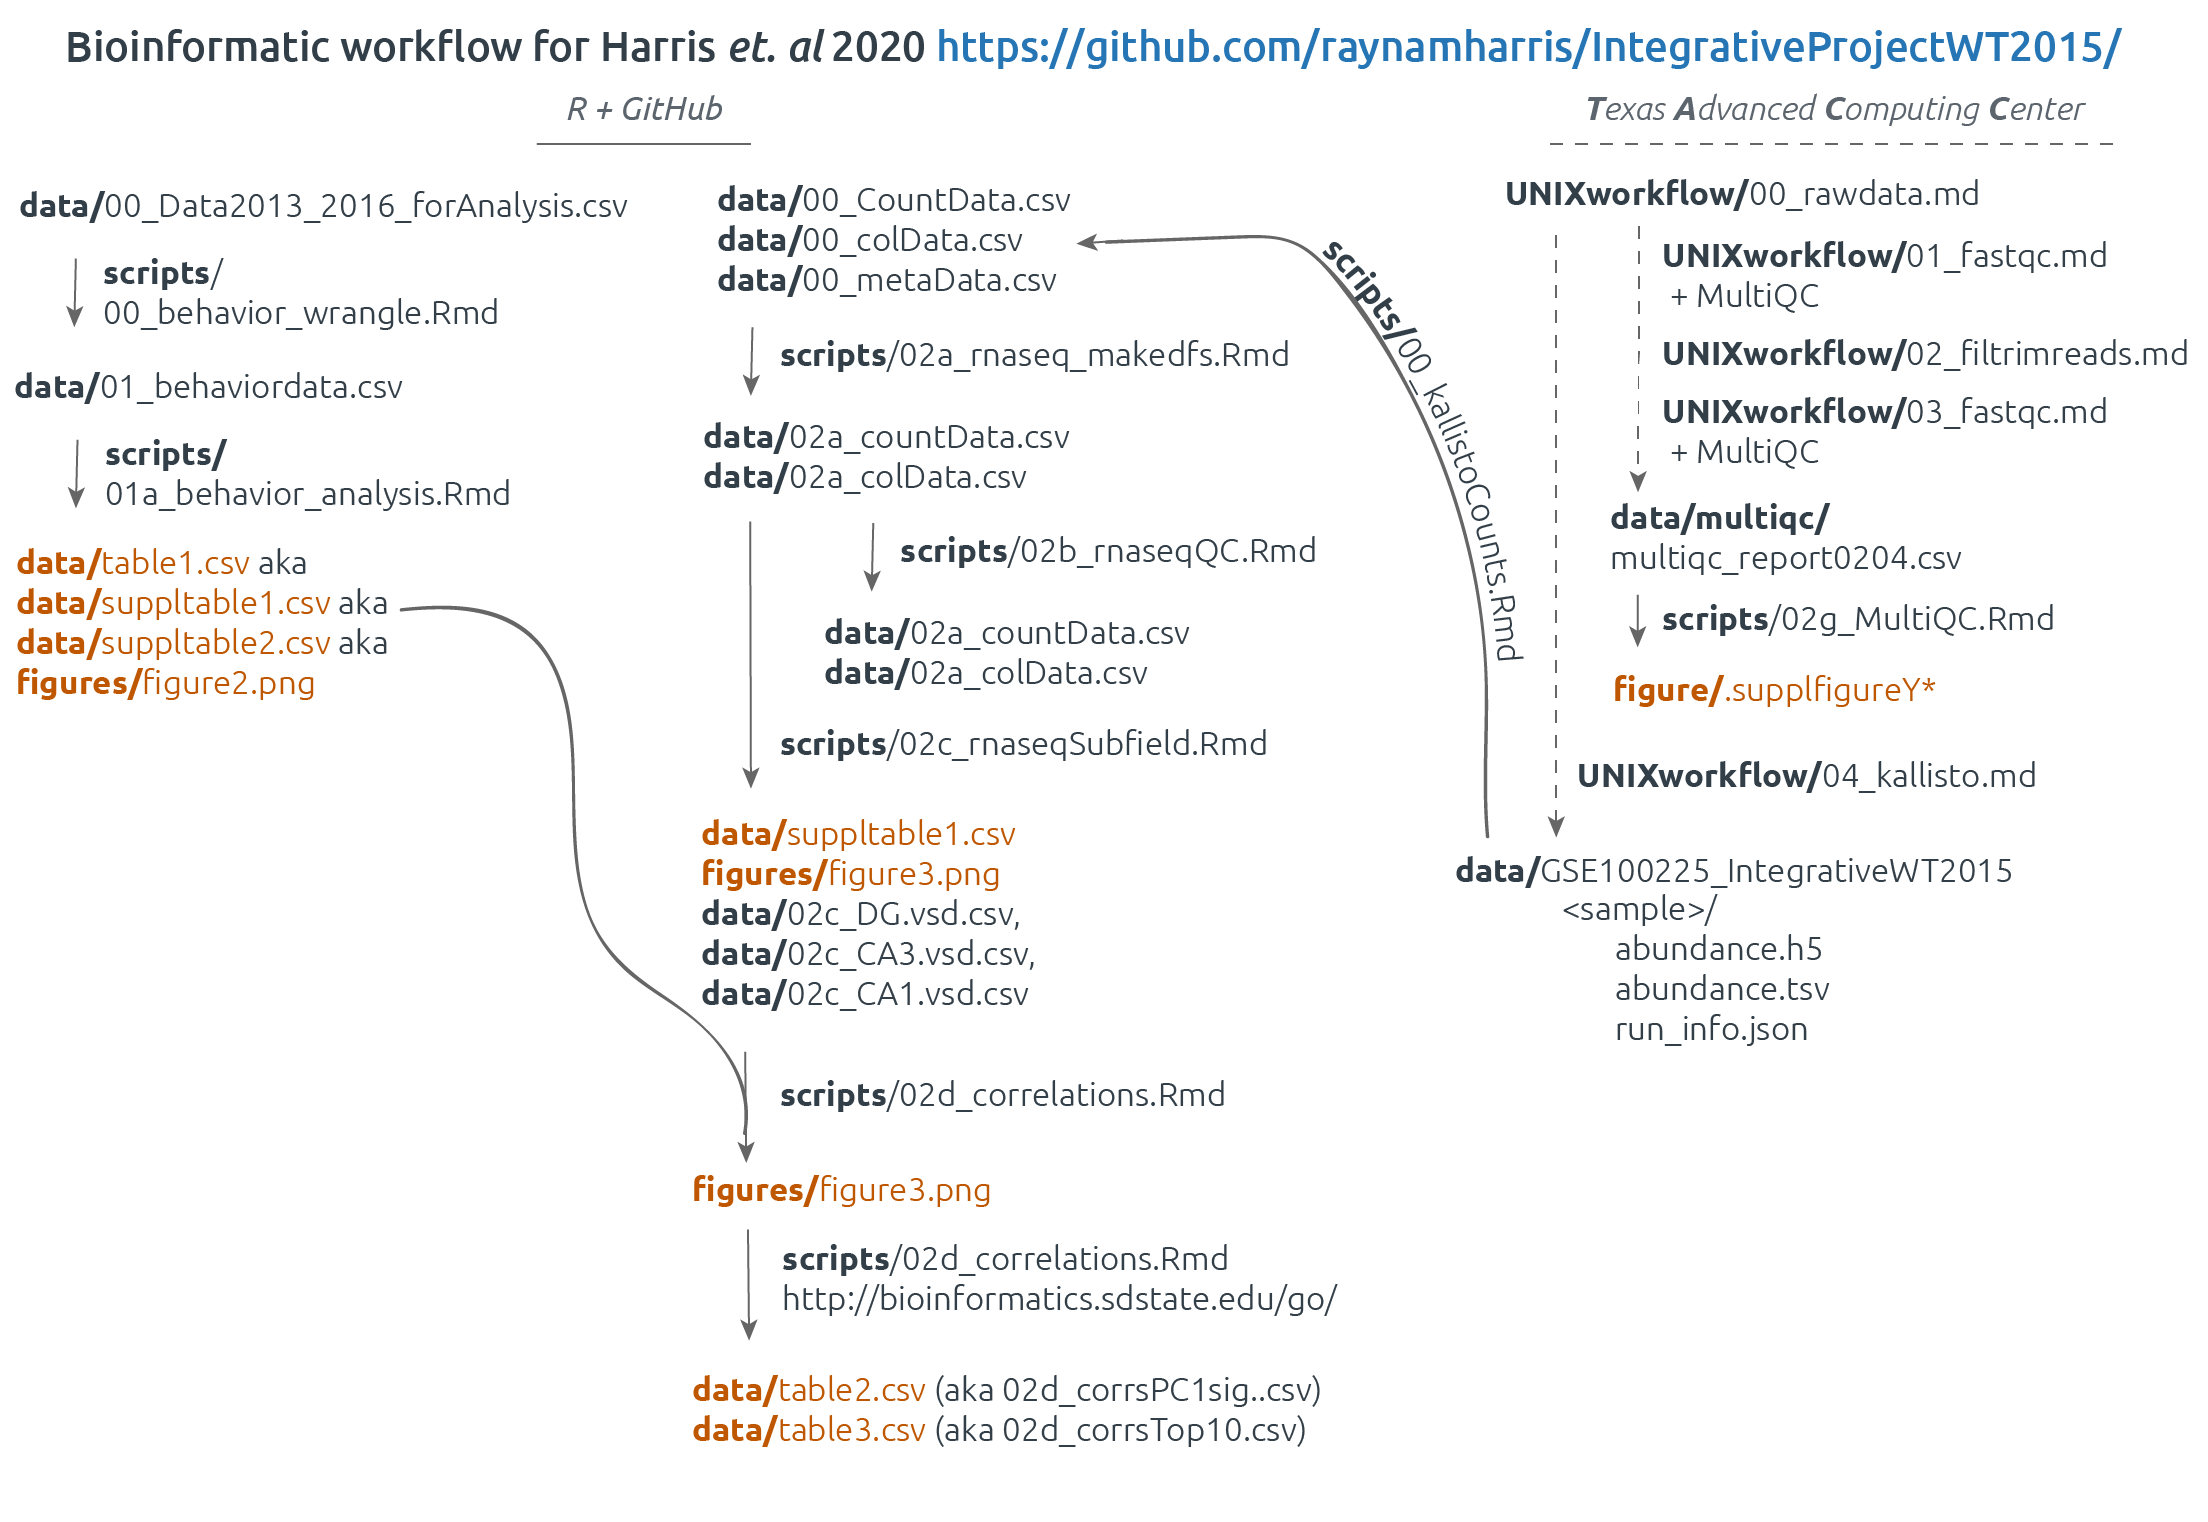 Bioinformatic workflow for Harris et. al 2020 https://github.com/raynamharris/IntegrativeProjectWT2015/
R + GitHub
Texas Advanced Computing Center
data/00_Data2013_2016_forAnalysis.csv
scripts/
00_behavior_wrangle.Rmd
data/01_behaviordata.csv
scripts/
01a_behavior_analysis.Rmd
data/table1.csv aka
data/suppltable1.csv aka
data/suppltable2.csv aka
figures/figure2.png
data/00_CountData.csv
data/00_colData.csv
data/00_metaData.csv
scripts/02a_rnaseq_makedfs.Rmd
data/02a_countData.csv
data/02a_colData.csv
scripts/02b_rnaseqQC.Rmd
data/02a_countData.csv
data/02a_colData.csv
scripts/02c_rnaseqSubfield.Rmd
data/suppltable1.csv
figures/figure3.png
data/02c_DG.vsd.csv,
data/02c_CA3.vsd.csv,
data/02c_CA1.vsd.csv
scripts/02d_correlations.Rmd
figures/figure3.png
scripts/02d_correlations.Rmd
http://bioinformatics.sdstate.edu/go/
data/table2.csv (aka 02d_corrsPC1sig..csv)
data/table3.csv (aka 02d_corrsTop10.csv)
scripts/00_kallistoCounts.Rmd
UNIXworkflow/00_rawdata.md
UNIXworkflow/01_fastqc.md
+ MultiQC
UNIXworkflow/02_filtrimreads.md
UNIXworkflow/03_fastqc.md
+ MultiQC
data/multiqc/
multiqc_report0204.csv
scripts/02g_MultiQC.Rmd
figure/.supplfigureY*
UNIXworkflow/04_kallisto.md
data/GSE100225_IntegrativeWT2015
<sample>/
abundance.h5
abundance.tsv
run_info.json